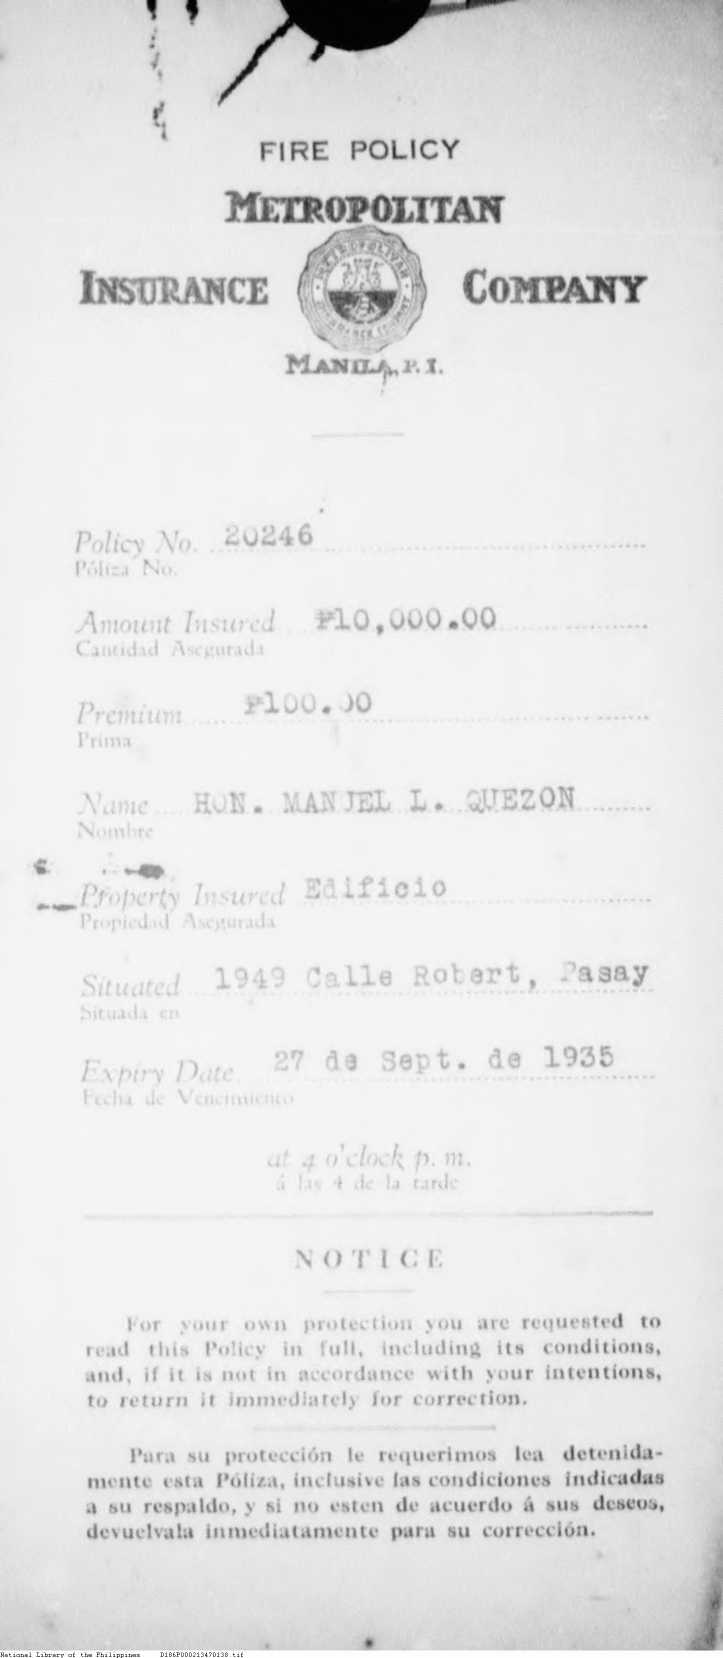 FIRE POLICY
METROPOLITAN
INSURANCE COMPANY
METROPOLITAN INSURANCE COMPANY
MANILA, P. I.
Policy No. 20246
Póliza No.
Amount Insured ₱10,000.00
Cantidad Asegurada
Premium ₱100.00
Prima
Name HON. MANUEL L. QUEZON
Nombre
Property Insured Edificio
Propiedad Asegurada
Situated 1949 Calle Robert, Pasay
Situada en
Expiry Date 27 de Sept. de 1935
Fecha de Vencimiento
at 4 o'clock p. m.
á las 4 de la tarde
NOTICE
For your own protection you are requested to
read this Policy in full, including its conditions,
and, if it is not in accordance with your intentions,
to return it immediately for correction.
Para su protección le requerimos lea detenida-
mente esta Póliza, inclusive las condiciones indicadas
a su respaldo, y si no esten de acuerdo á sus deseos,
devuelvala inmediatamente para su corrección.
National Library of the Philippines D186P000213470138.tif